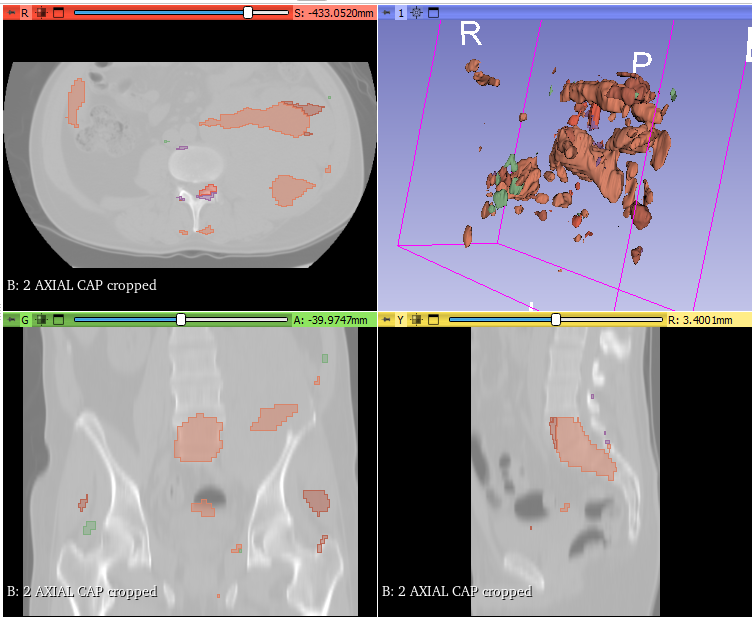 R
S: -433.0520mm
B: 2 AXIAL CAP cropped
1
R
P
G
A: -39.9747mm
B: 2 AXIAL CAP cropped
Y
R: 3.4001mm
B: 2 AXIAL CAP cropped